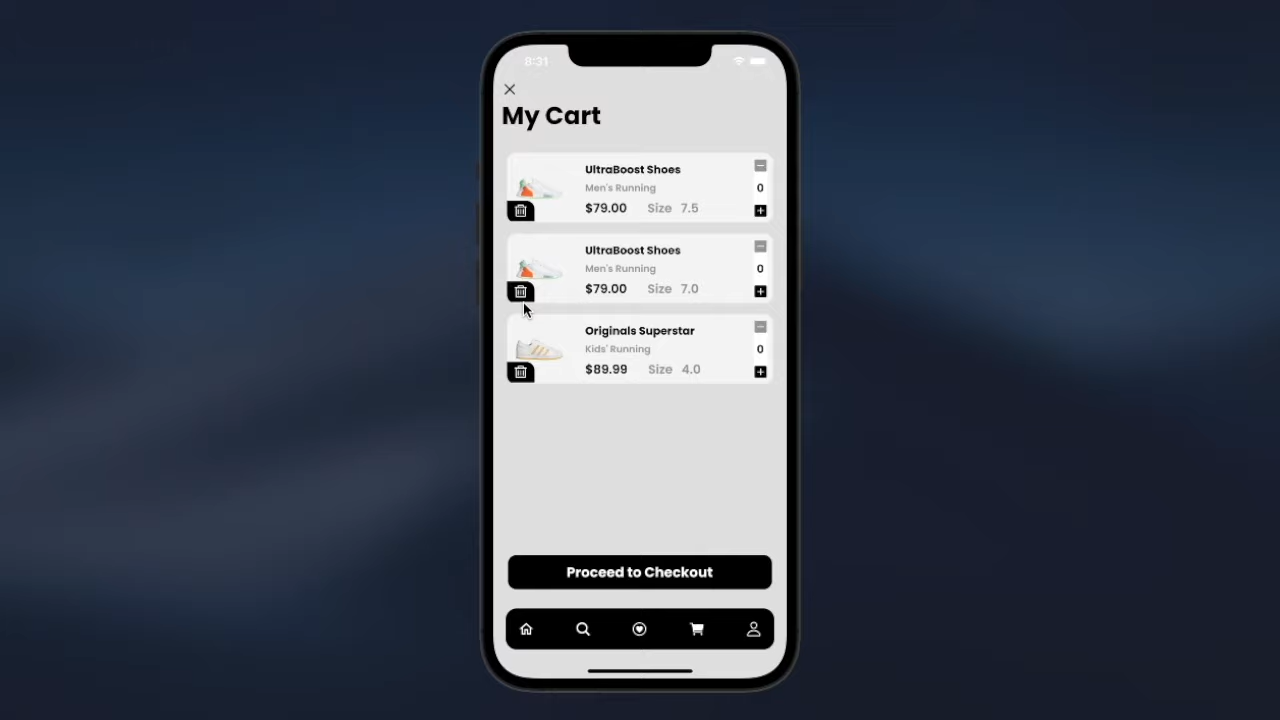 8:31
My Cart
UltraBoost Shoes
Men's Running
0
$79.00 Size 7.5
UltraBoost Shoes
Men's Running
0
$79.00 Size 7.0
Originals Superstar
Kids' Running
0
$89.99 Size 4.0
Proceed to Checkout